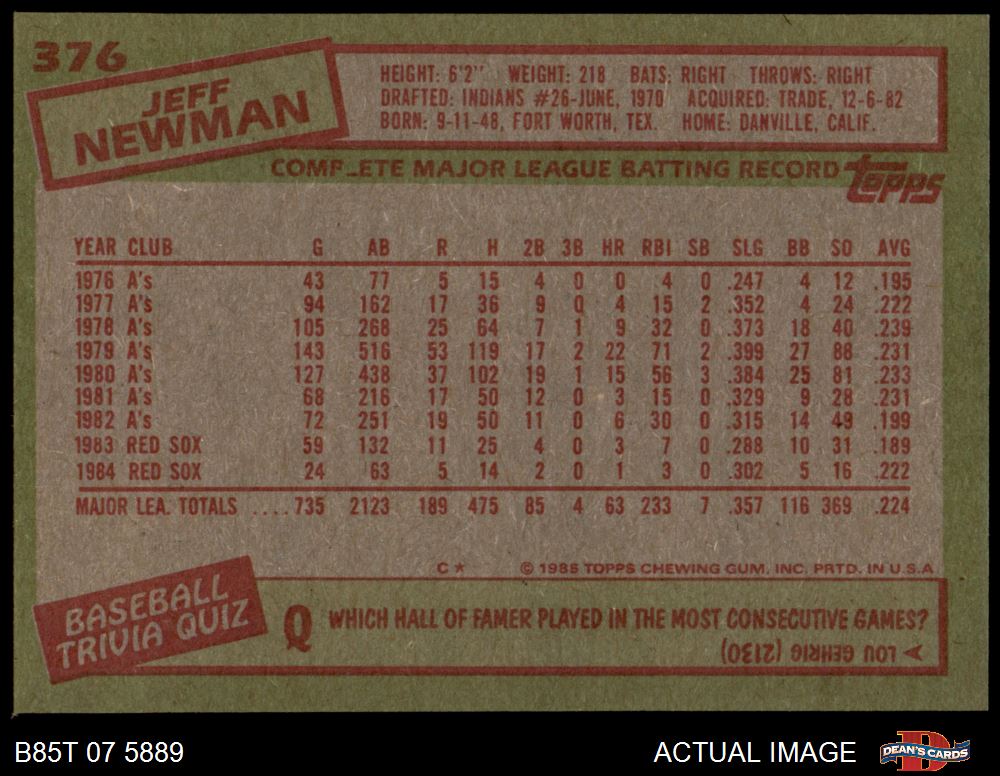 376
JEFF
NEWMAN
HEIGHT: 6'2" WEIGHT: 218 BATS: RIGHT THROWS: RIGHT
DRAFTED: INDIANS #26-JUNE, 1970 ACQUIRED: TRADE, 12-6-82
BORN: 9-11-48, FORT WORTH, TEX. HOME: DANVILLE, CALIF.
COMPLETE MAJOR LEAGUE BATTING RECORD
topps
YEAR CLUB G AB R H 2B 3B HR RBI SB SLG BB SO AVG
1976 A's 43 77 5 15 4 0 0 4 0 .247 4 12 .195
1977 A's 94 162 17 36 9 0 4 15 2 .352 4 24 .222
1978 A's 105 268 25 64 7 1 9 32 0 .373 18 40 .239
1979 A's 143 516 53 119 17 2 22 71 2 .399 27 88 .231
1980 A's 127 438 37 102 19 1 15 56 3 .384 25 81 .233
1981 A's 68 216 17 50 12 0 3 15 0 .329 9 28 .231
1982 A's 72 251 19 50 11 0 6 30 0 .315 14 49 .199
1983 RED SOX 59 132 11 25 4 0 3 7 0 .288 10 31 .189
1984 RED SOX 24 63 5 14 2 0 1 3 0 .302 5 16 .222
MAJOR LEA. TOTALS ....735 2123 189 475 85 4 63 233 7 .357 116 369 .224
C * © 1985 TOPPS CHEWING GUM, INC. PRTD. IN U.S.A
BASEBALL
TRIVIA QUIZ
Q WHICH HALL OF FAMER PLAYED IN THE MOST CONSECUTIVE GAMES?
A LOU GEHRIG (2130)
B85T 07 5889
ACTUAL IMAGE
DEAN'S CARDS